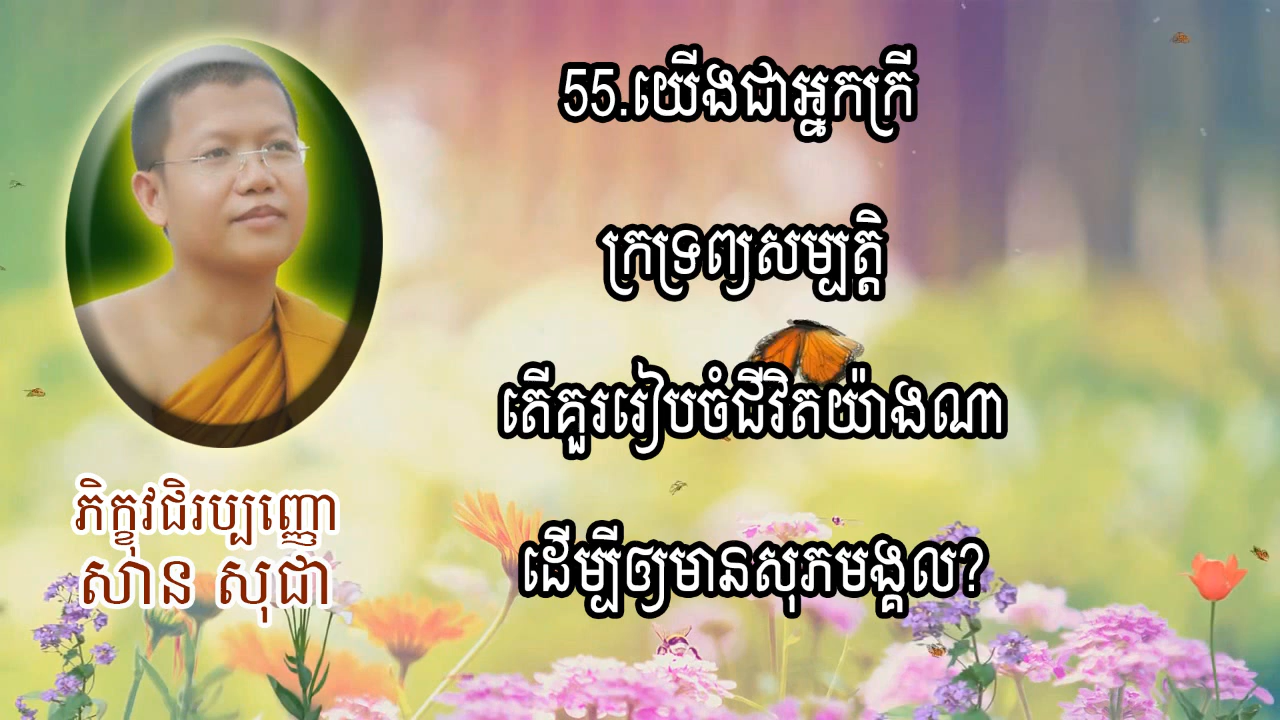 55.យើងជាអ្នកក្រី
ក្រទ្រព្យសម្បត្តិ
តើគួររៀបចំជីវិតយ៉ាងណា
ដើម្បីឲ្យមានសុភមង្គល?
ភិក្ខុវជិរប្បញ្ញោ
សាន សុជា